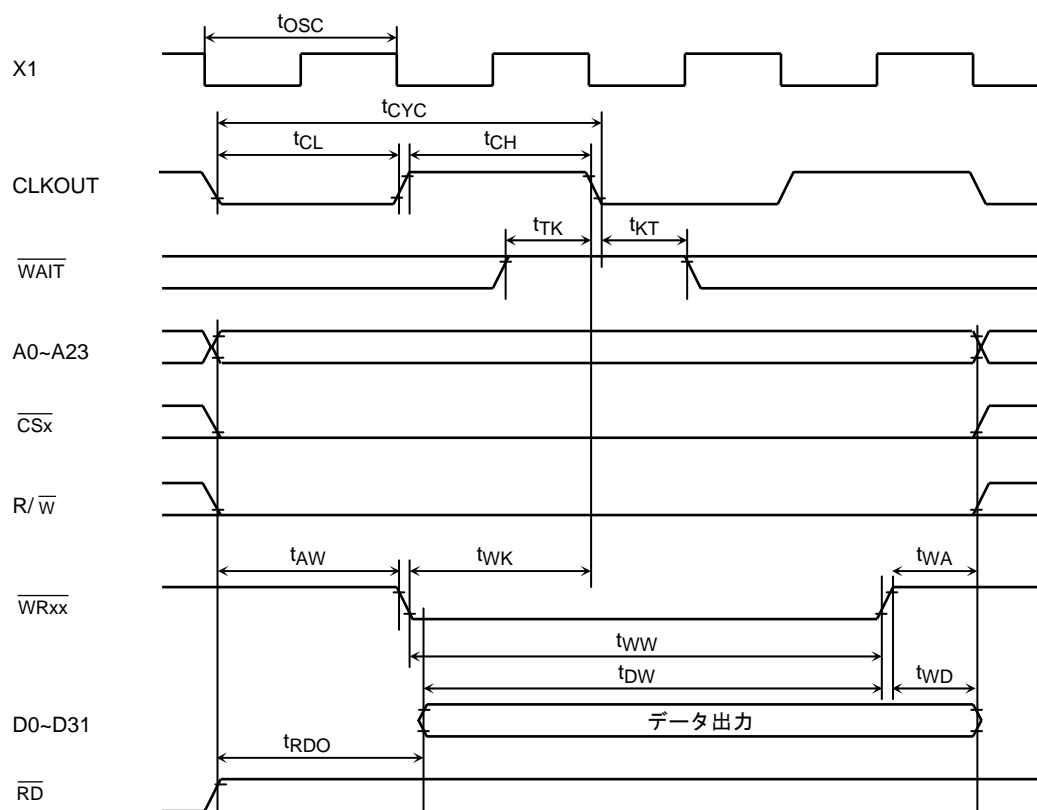 tOSC
X1
tCYC
tCL tCH
CLKOUT
tTK tKT
WAIT
A0~A23
CSx
R/ W
tAW tWK tWA
WRxx
tWW
tDW tWD
D0~D31 データ出力
tRDO
RD